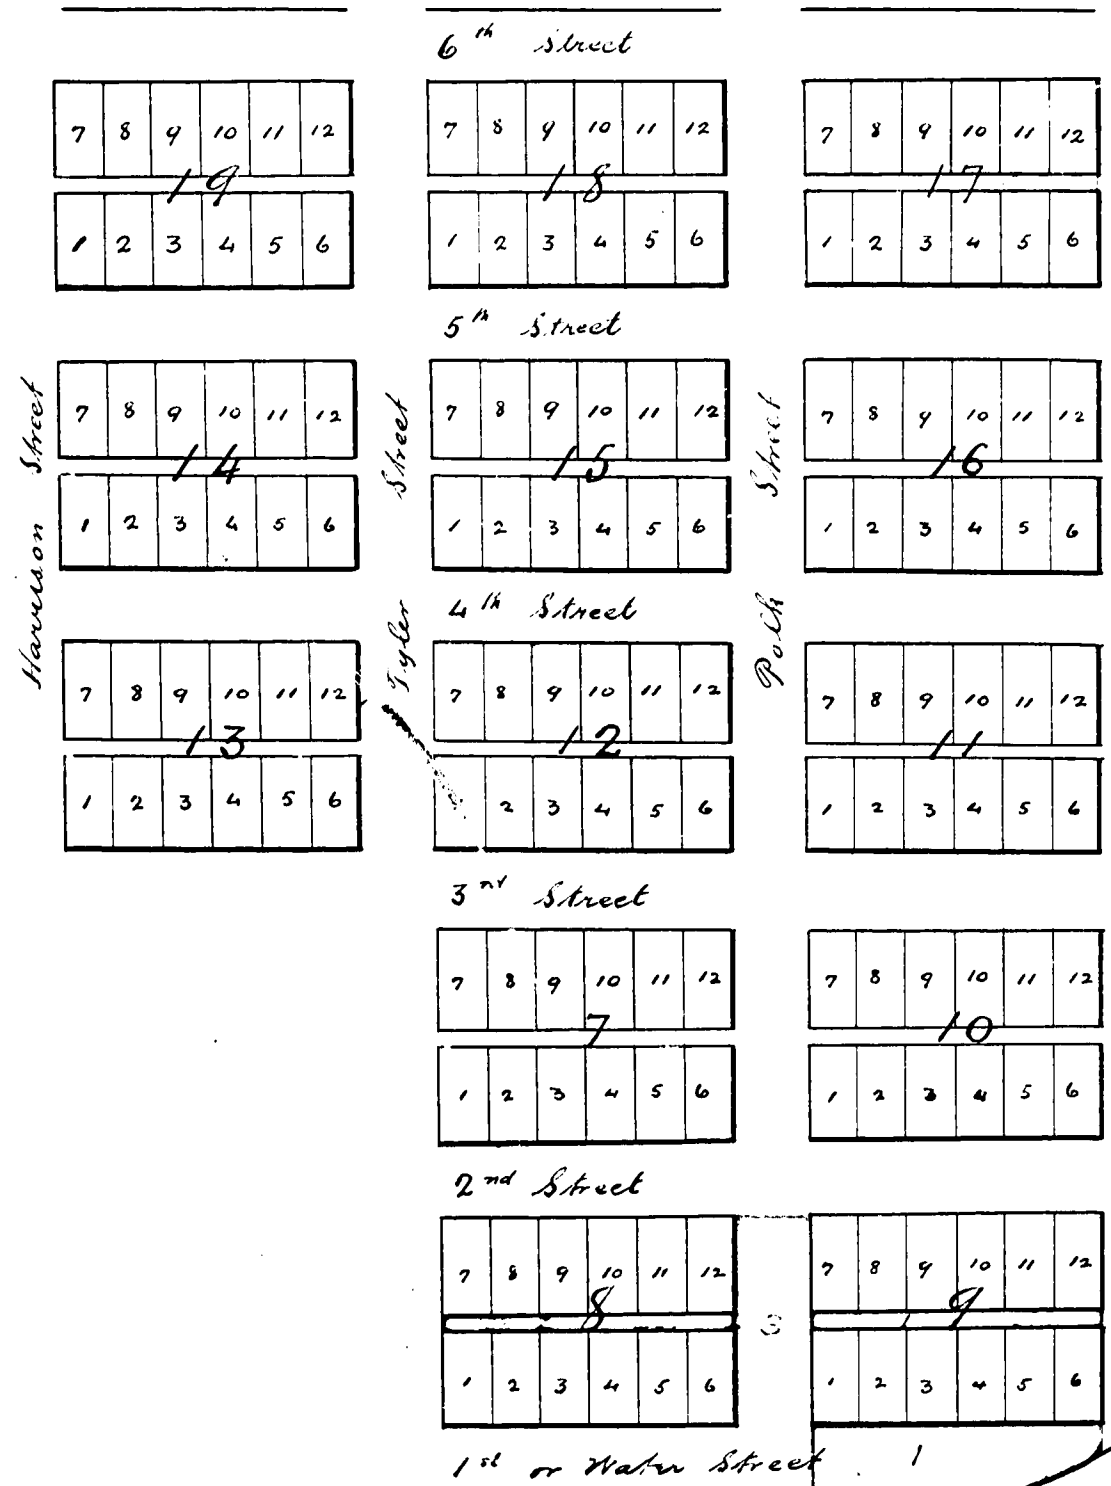 6th Street
7 8 9 10 11 12
19
1 2 3 4 5 6
7 8 9 10 11 12
18
1 2 3 4 5 6
7 8 9 10 11 12
17
1 2 3 4 5 6
5th Street
Harrison Street
7 8 9 10 11 12
14
1 2 3 4 5 6
Tyler Street
7 8 9 10 11 12
15
1 2 3 4 5 6
Polk Street
7 8 9 10 11 12
16
1 2 3 4 5 6
4th Street
7 8 9 10 11 12
13
1 2 3 4 5 6
7 8 9 10 11 12
12
2 3 4 5 6
7 8 9 10 11 12
11
1 2 3 4 5 6
3rd Street
7 8 9 10 11 12
7
1 2 3 4 5 6
7 8 9 10 11 12
10
1 2 3 4 5 6
2nd Street
7 8 9 10 11 12
8
1 2 3 4 5 6
3
7 8 9 10 11 12
9
1 2 3 4 5 6
1st or Water Street
1